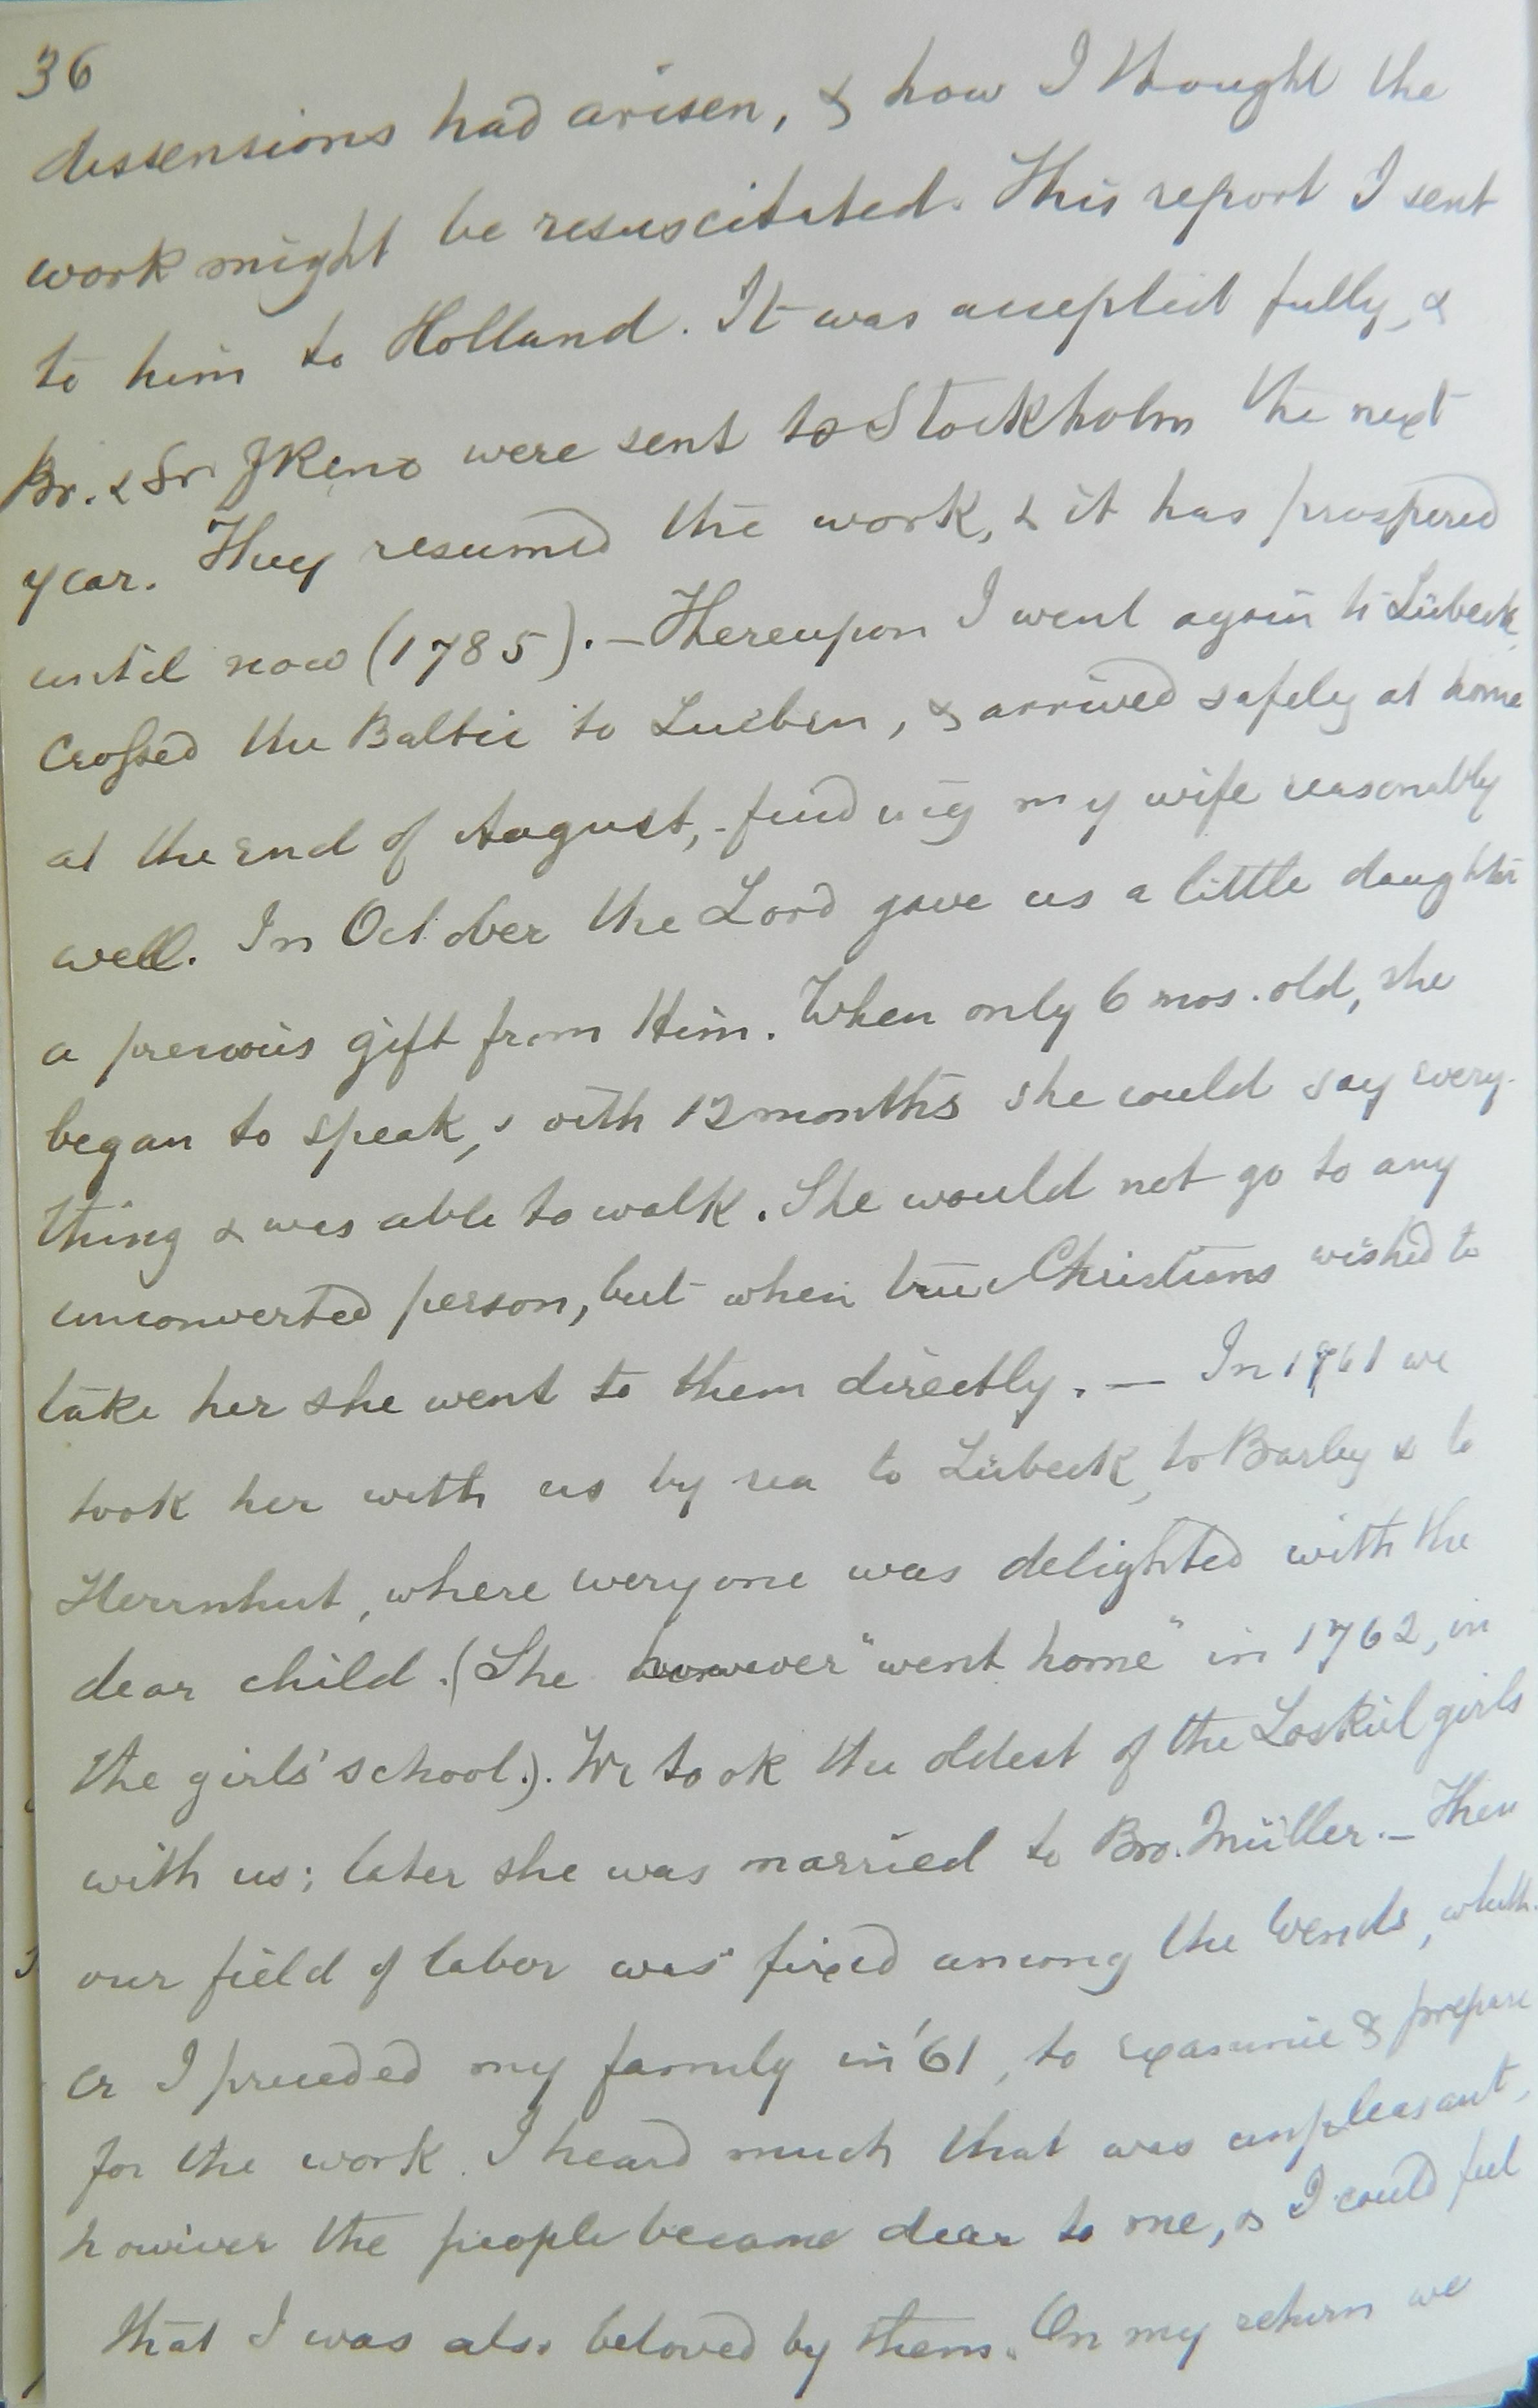 36
dissensions had arisen, & how I thought the
work might be resuscitated. This report I sent
to him to Holland. It was accepted fully, &
Br. & Sr were sent to Stockholm the next
year. They resumed the work, & it has prospered
until now (1785). — Thereupon I went again to Lübeck,
crossed the Baltic to , & arrived safely at home
at the end of August, - finding my wife reasonably
well. In October the Lord gave us a little daughter
a precious gift from Him. When only 6 mos. old, she
began to speak, & with 12 months she could say every-
thing & was able to walk. She would not go to any
unconverted person, but when true Christians wished to
take her she went to them directly. — In 1761 we
took her with us by sea to Lübeck, to Barby & to
Herrnhut, where everyone was delighted with the
dear child. (She however "went home" in 1762, in
the girls' school.). We took the oldest of the Loskiel girls
with us; later she was married to Bro. Müller. — Then
our field of labor was fixed among the Wends, whith-
er I preceded my family in '61, to examine & prepare
for the work. I heard much that was unpleasant,
however the people became dear to me, & I could feel
that I was also beloved by them. On my return we